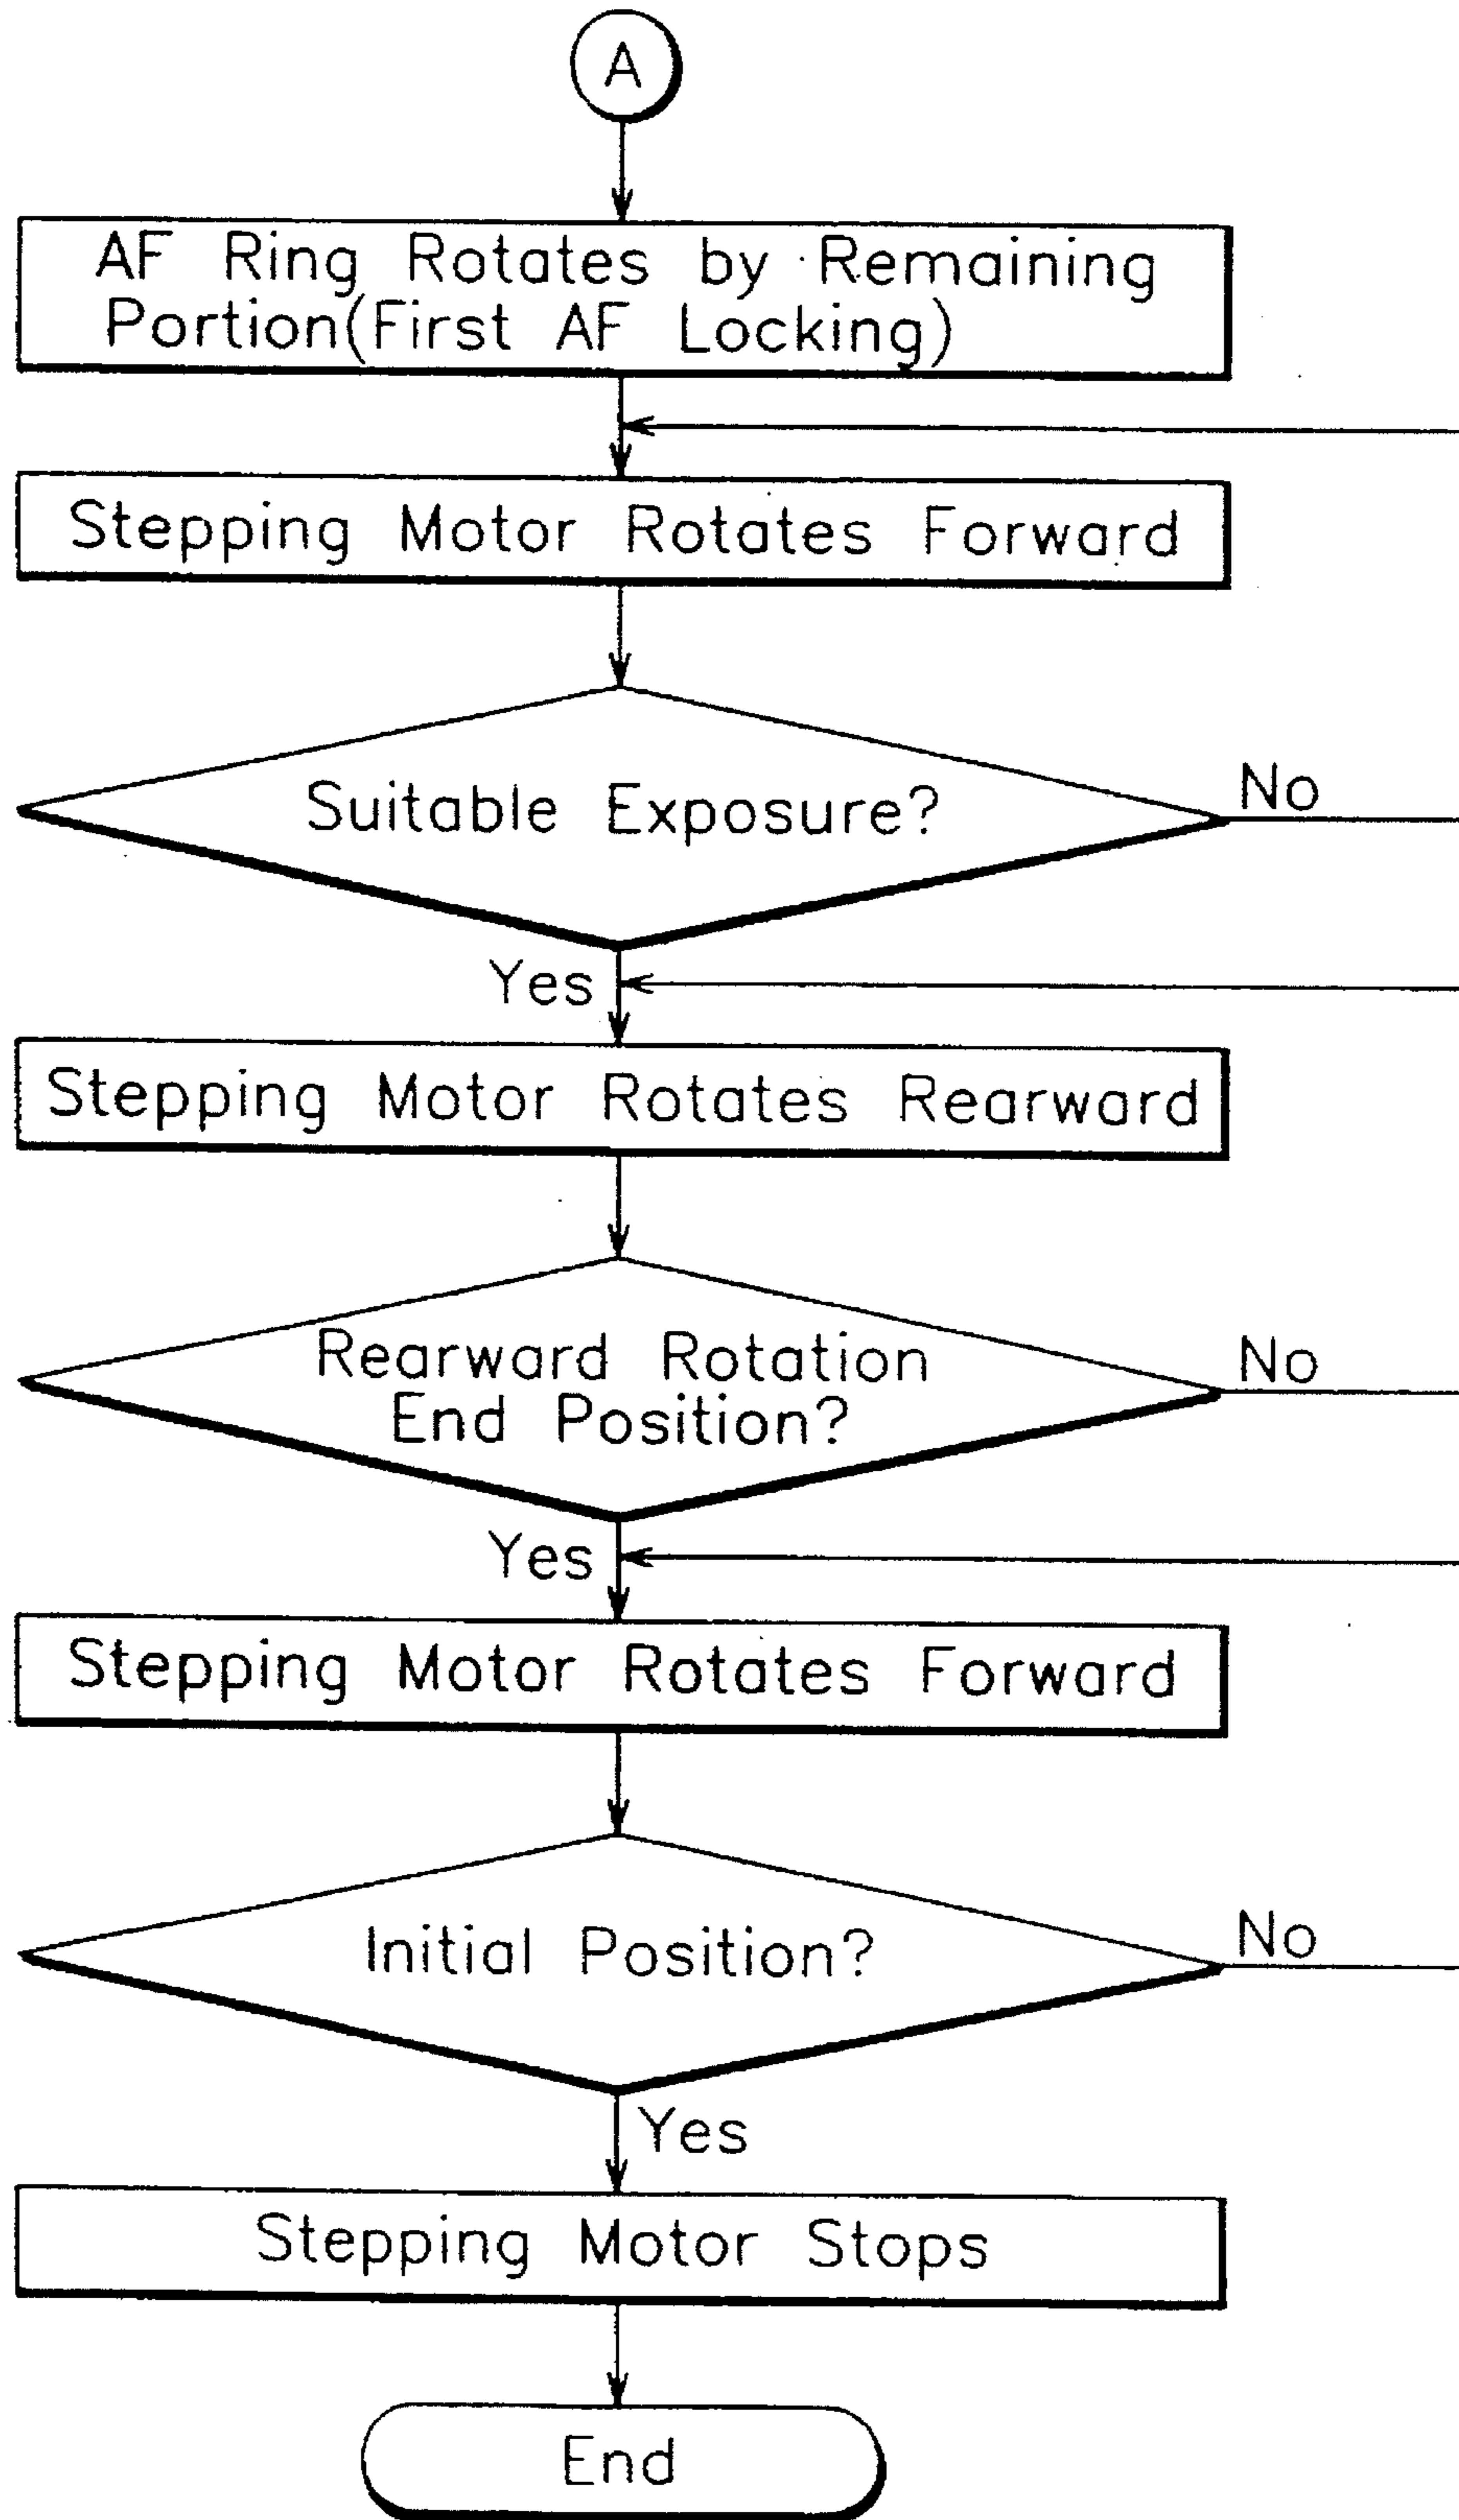 A
AF Ring Rotates by Remaining
Portion(First AF Locking)
Stepping Motor Rotates Forward
Suitable Exposure?
No
Yes
Stepping Motor Rotates Rearward
Rearward Rotation
End Position?
No
Yes
Stepping Motor Rotates Forward
Initial Position?
No
Yes
Stepping Motor Stops
End